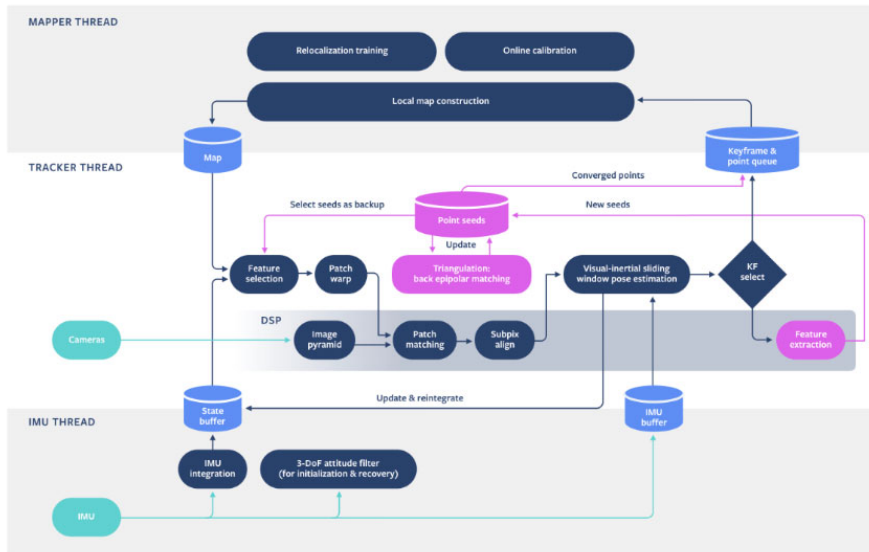 MAPPER THREAD
Relocalization training
Online calibration
Local map construction
Map
Keyframe &
point queue
TRACKER THREAD
Converged points
Select seeds as backup
Point seeds
New seeds
Update
Feature
selection
Patch
warp
Triangulation:
back epipolar matching
Visual-inertial sliding
window pose estimation
KF
select
DSP
Cameras
Image
pyramid
Patch
matching
Subpix
align
Feature
extraction
Update & reintegrate
State
buffer
IMU
buffer
IMU THREAD
IMU
integration
3-DoF attitude filter
(for initialization & recovery)
IMU